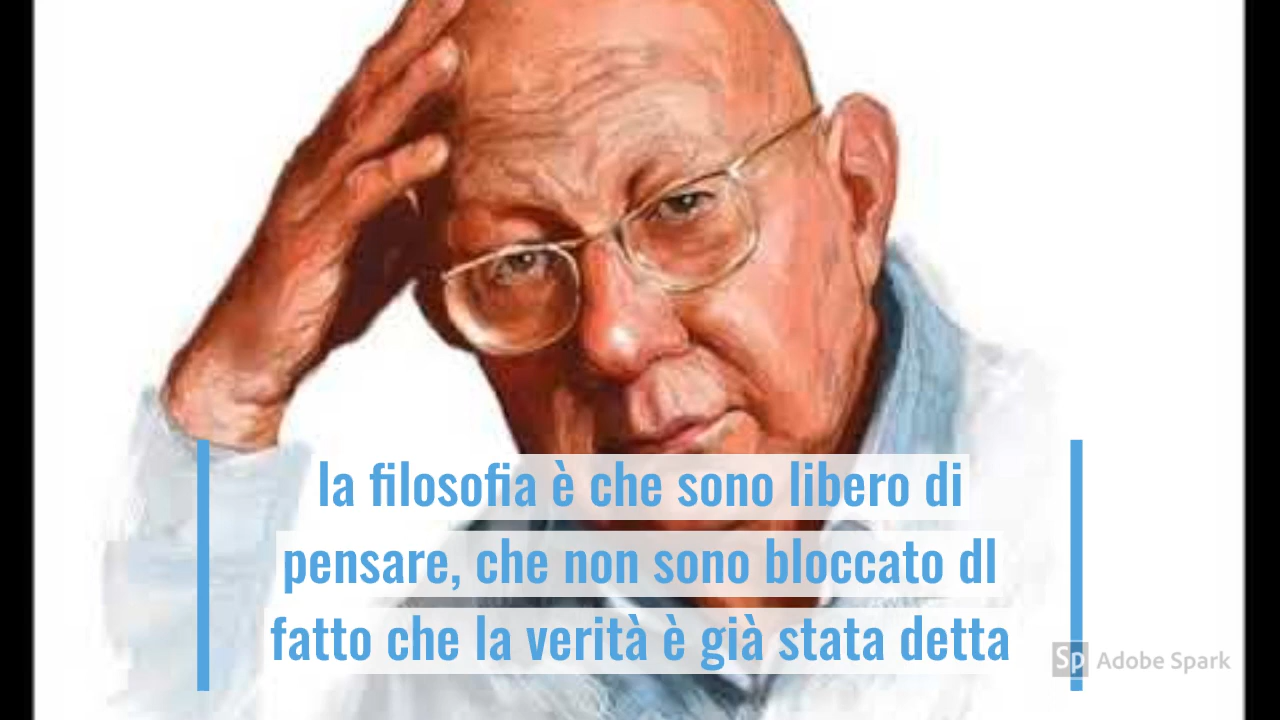 la filosofia è che sono libero di
pensare, che non sono bloccato dl
fatto che la verità è già stata detta
Sp Adobe Spark